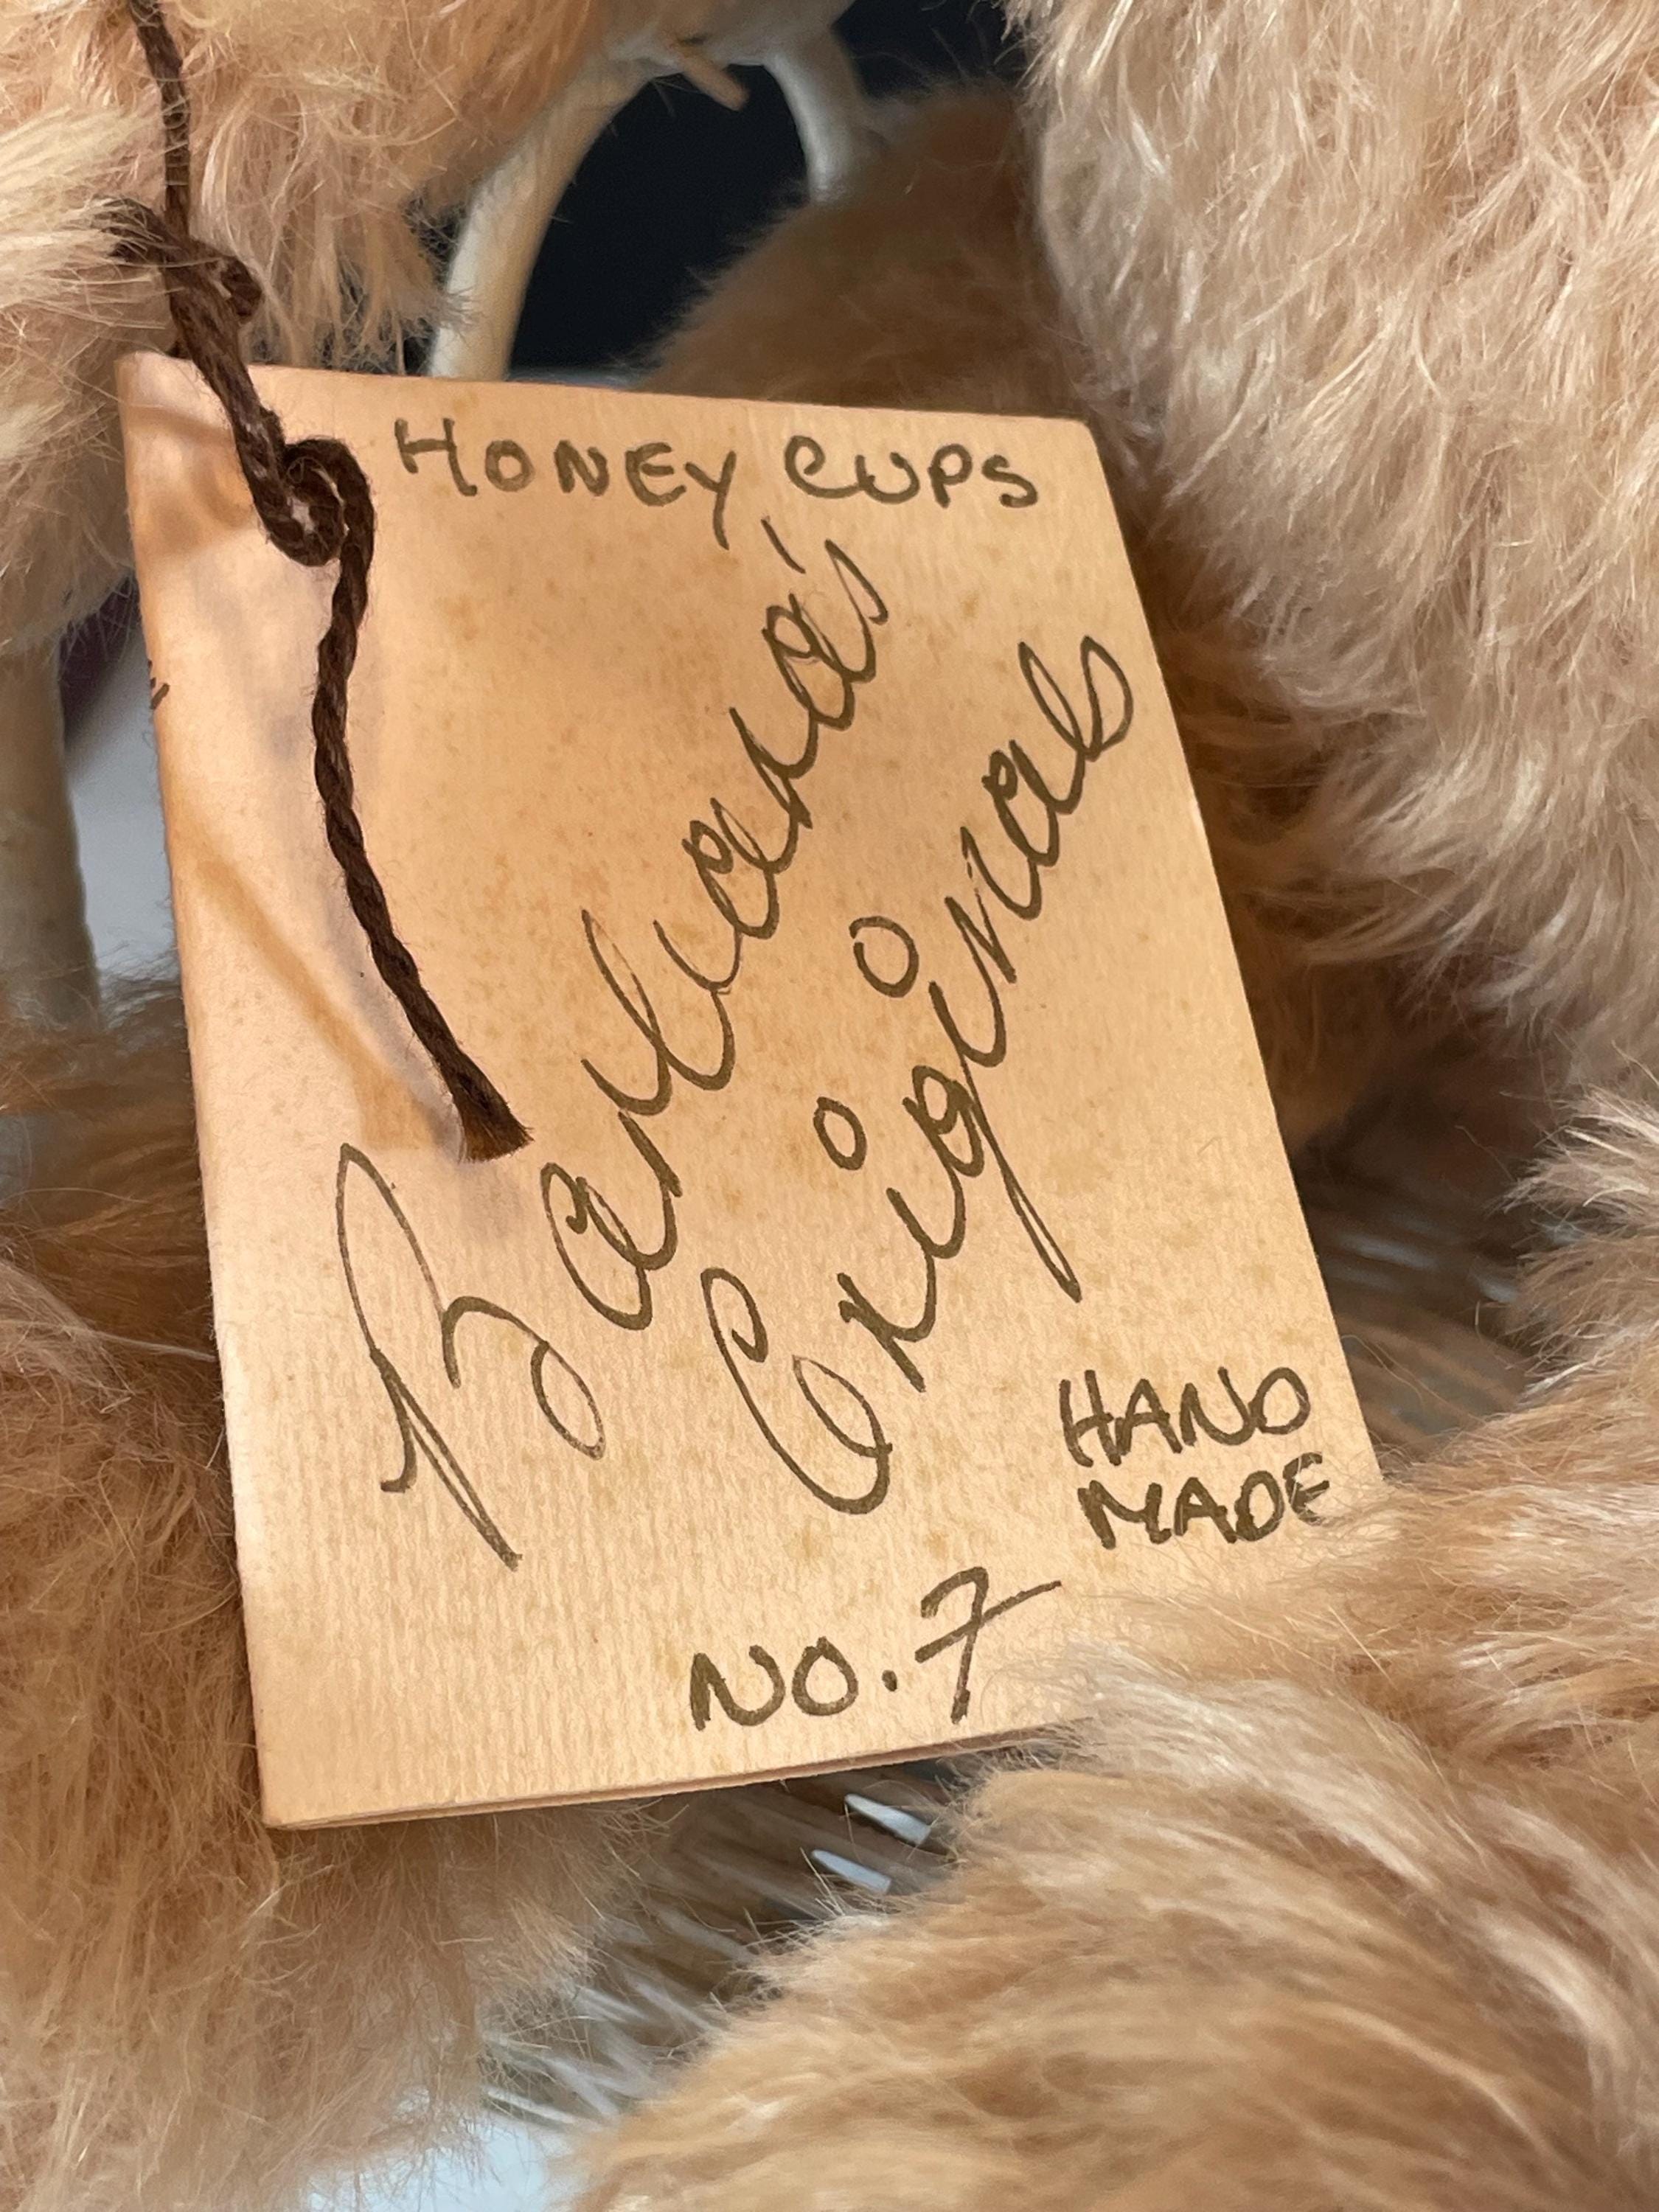 HONEY CUPS
Barbara's
Originals
HAND
MADE
NO. 7